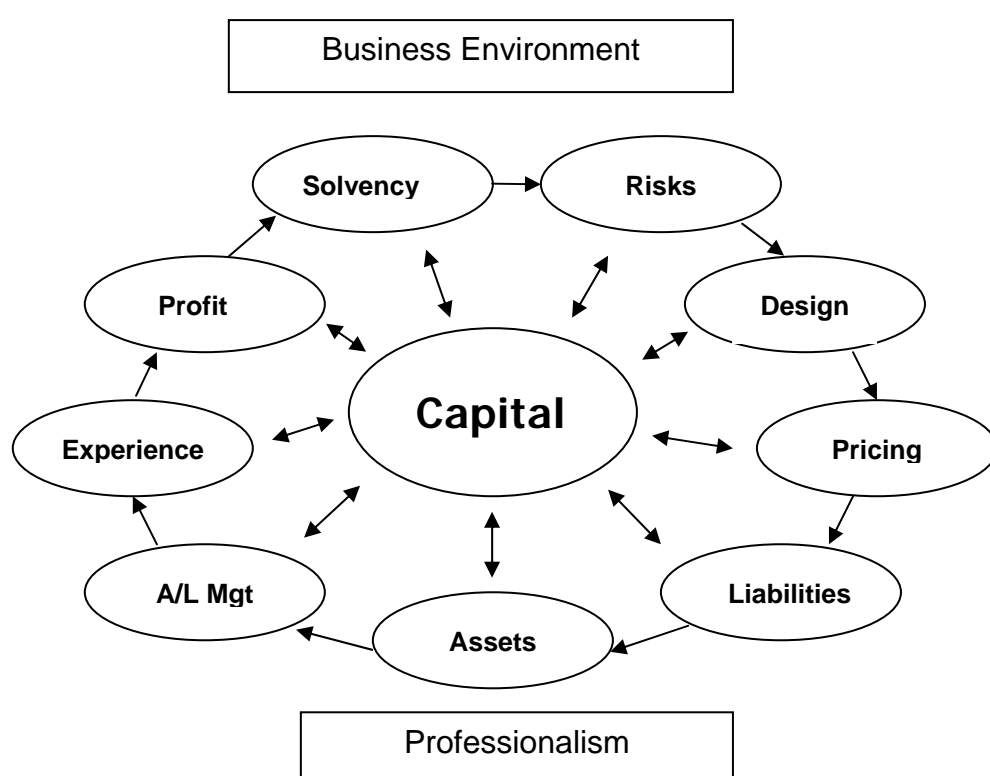 Business Environment
Solvency
Risks
Profit
Design
Capital
Experience
Pricing
A/L Mgt
Liabilities
Assets
Professionalism